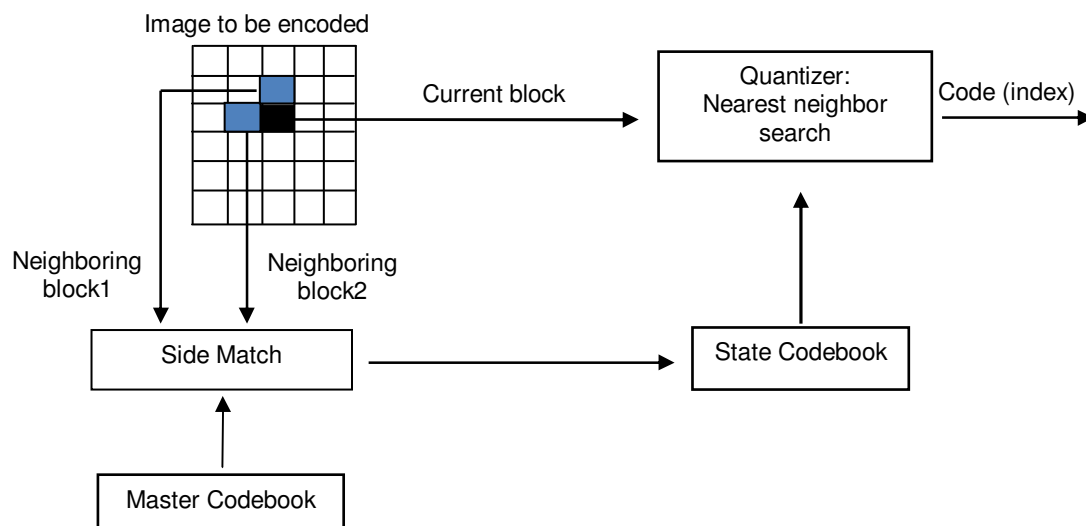 Image to be encoded
Current block
Quantizer:
Nearest neighbor
search
Code (index)
Neighboring
block1
Neighboring
block2
Side Match
State Codebook
Master Codebook